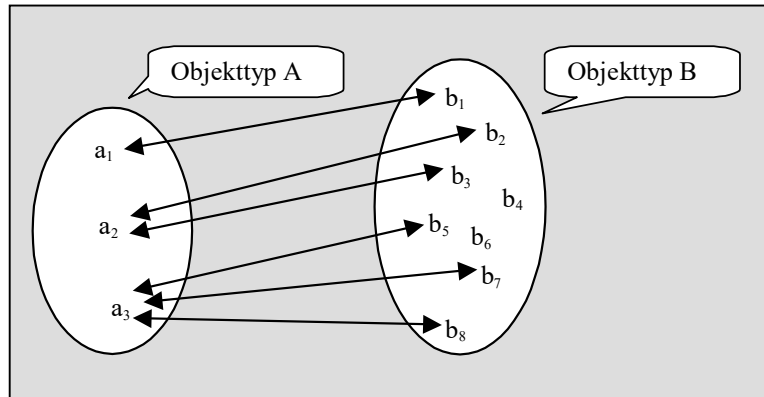 Objekttyp A
Objekttyp B
a₁
a₂
a₃
b₁
b₂
b₃
b₄
b₅
b₆
b₇
b₈